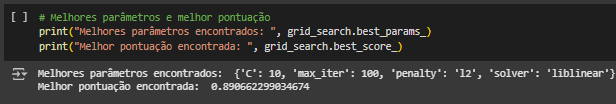 [ ] # Melhores parâmetros e melhor pontuação
print("Melhores parâmetros encontrados: ", grid_search.best_params_)
print("Melhor pontuação encontrada: ", grid_search.best_score_)
Melhores parâmetros encontrados:  {'C': 10, 'max_iter': 100, 'penalty': 'l2', 'solver': 'liblinear'}
Melhor pontuação encontrada:  0.890662299034674